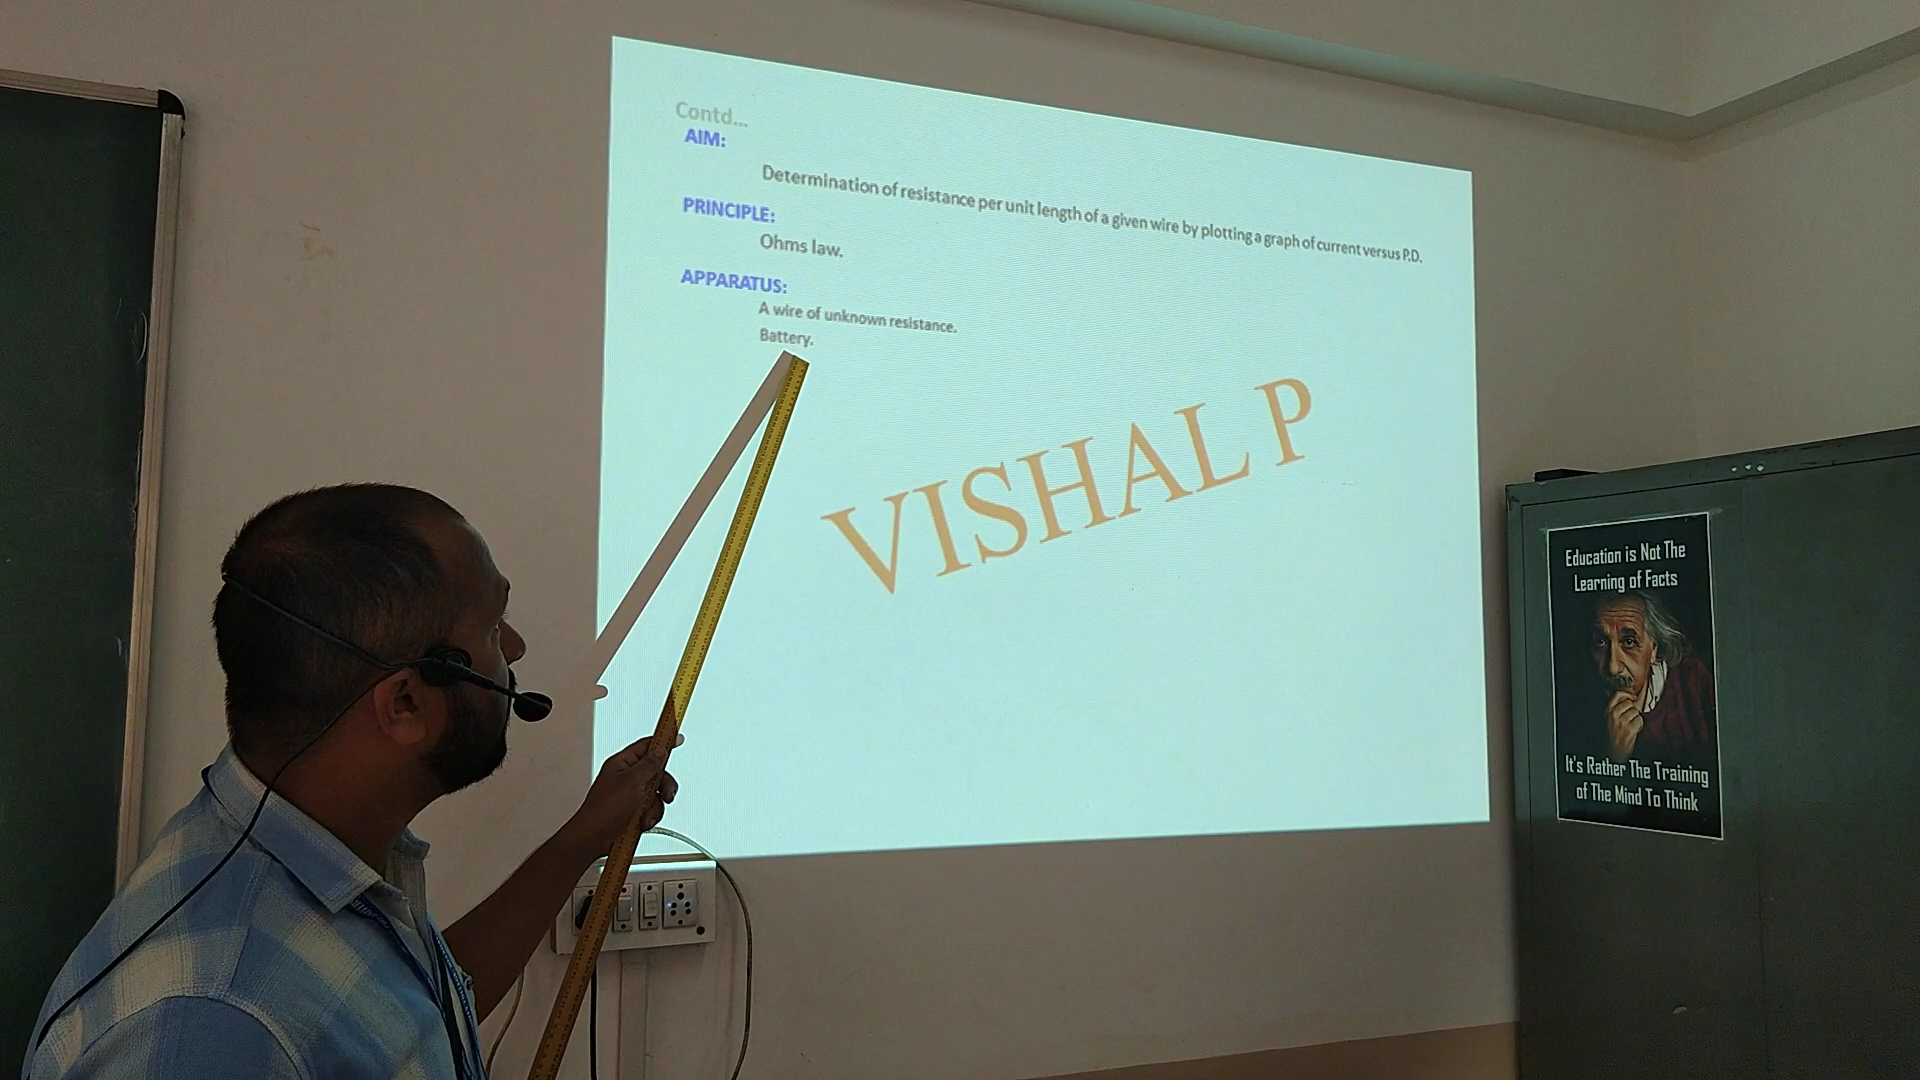 Contd...
AIM:
Determination of resistance per unit length of a given wire by plotting a graph of current versus P.D.
PRINCIPLE:
Ohms law.
APPARATUS:
A wire of unknown resistance.
Battery.
VISHAL P
Education is Not The
Learning of Facts
It's Rather The Training
of The Mind To Think